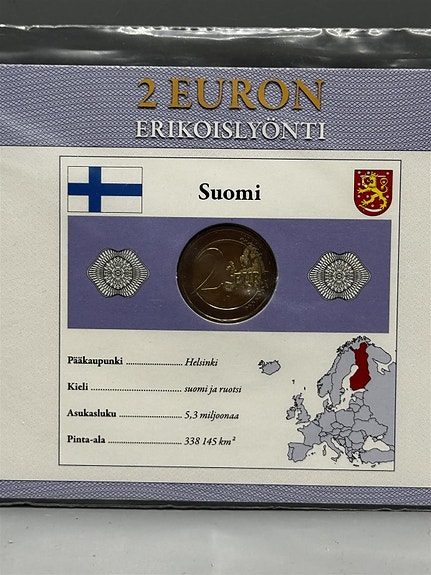 2 EURON
ERIKOISLYÖNTI
Suomi
2
Pääkaupunki ........................ Helsinki
Kieli ........................................ suomi ja ruotsi
Asukasluku ........................... 5,3 miljoonaa
Pinta-ala ................................ 338 145 km²